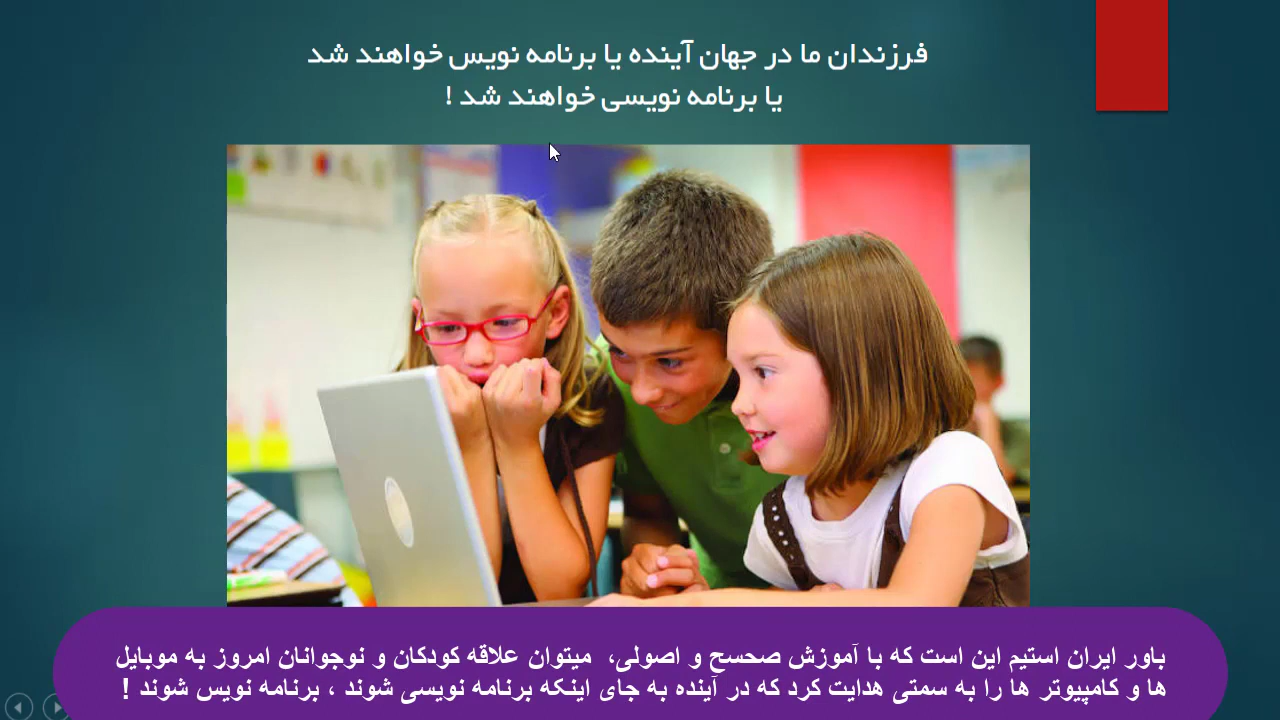 فرزندان ما در جهان آینده یا برنامه نویس خواهند شد
یا برنامه نویسی خواهند شد !
باور ایران استیم این است که با آموزش صحسح و اصولی، میتوان علاقه کودکان و نوجوانان امروز به موبایل
ها و کامپیوتر ها را به سمتی هدایت کرد که در آینده به جای اینکه برنامه نویسی شوند ، برنامه نویس شوند !